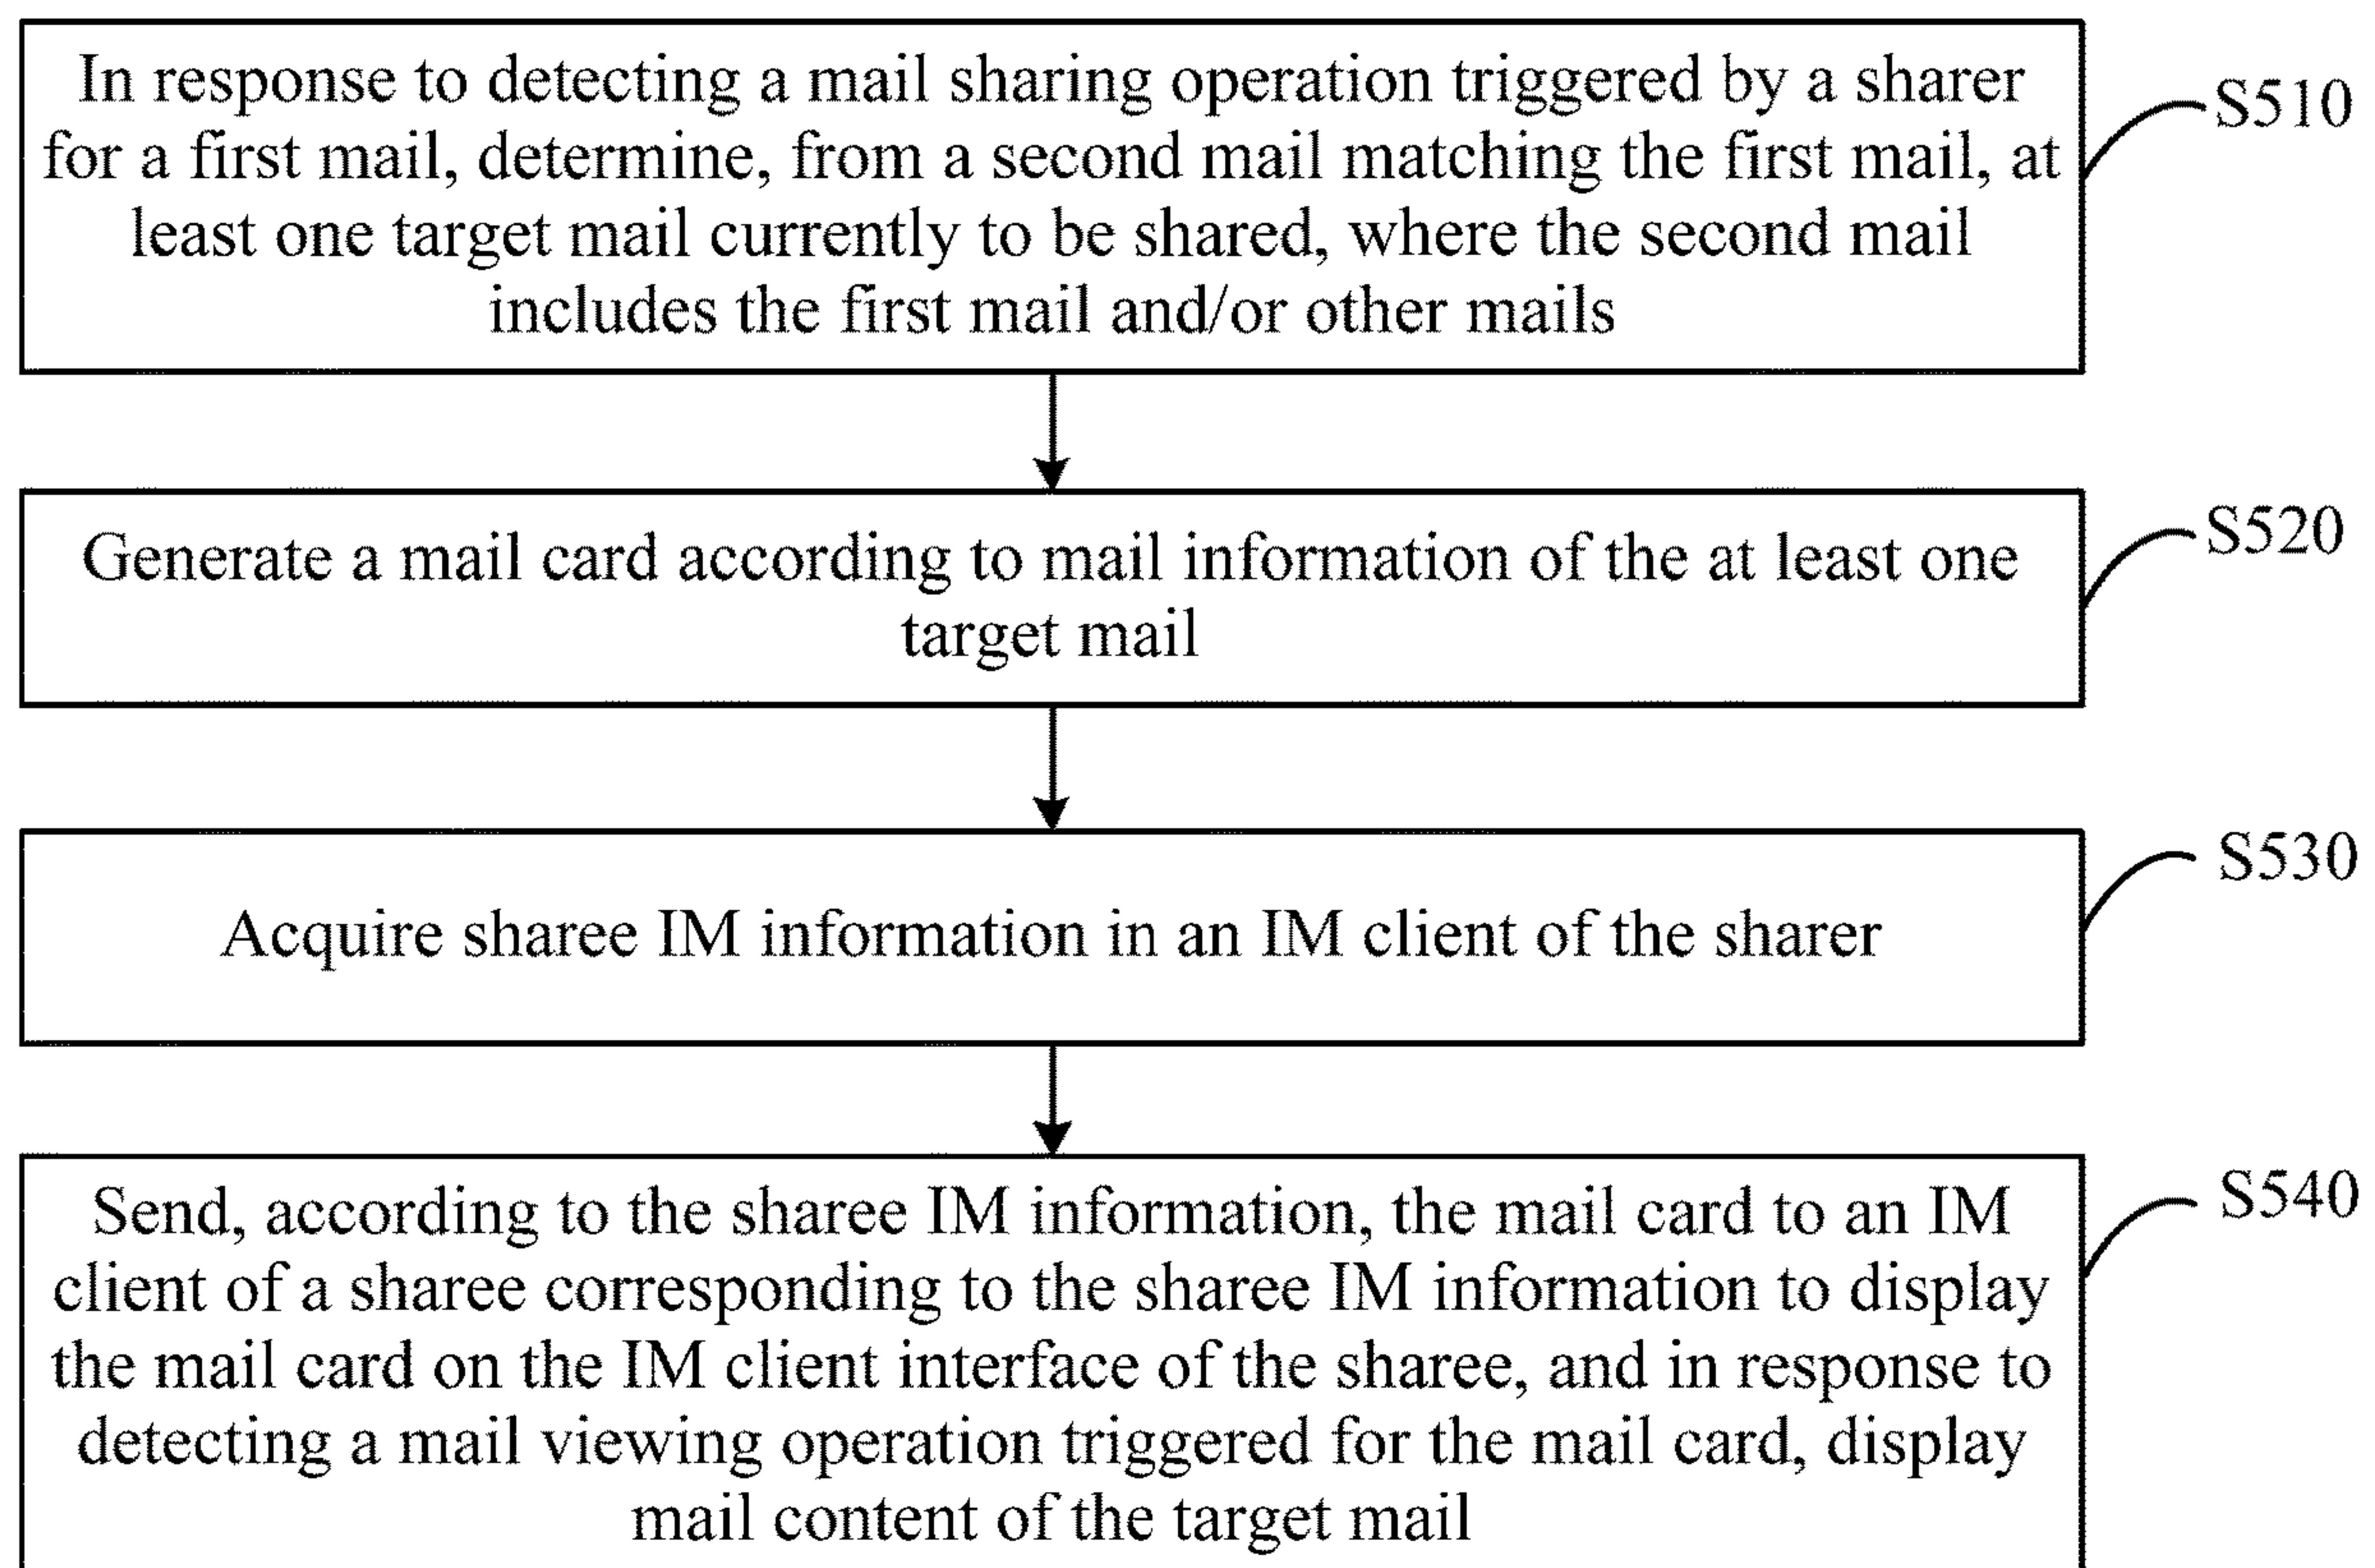 In response to detecting a mail sharing operation triggered by a sharer
for a first mail, determine, from a second mail matching the first mail, at
least one target mail currently to be shared, where the second mail
includes the first mail and/or other mails
S510
Generate a mail card according to mail information of the at least one
target mail
S520
Acquire sharee IM information in an IM client of the sharer
S530
Send, according to the sharee IM information, the mail card to an IM
client of a sharee corresponding to the sharee IM information to display
the mail card on the IM client interface of the sharee, and in response to
detecting a mail viewing operation triggered for the mail card, display
mail content of the target mail
S540